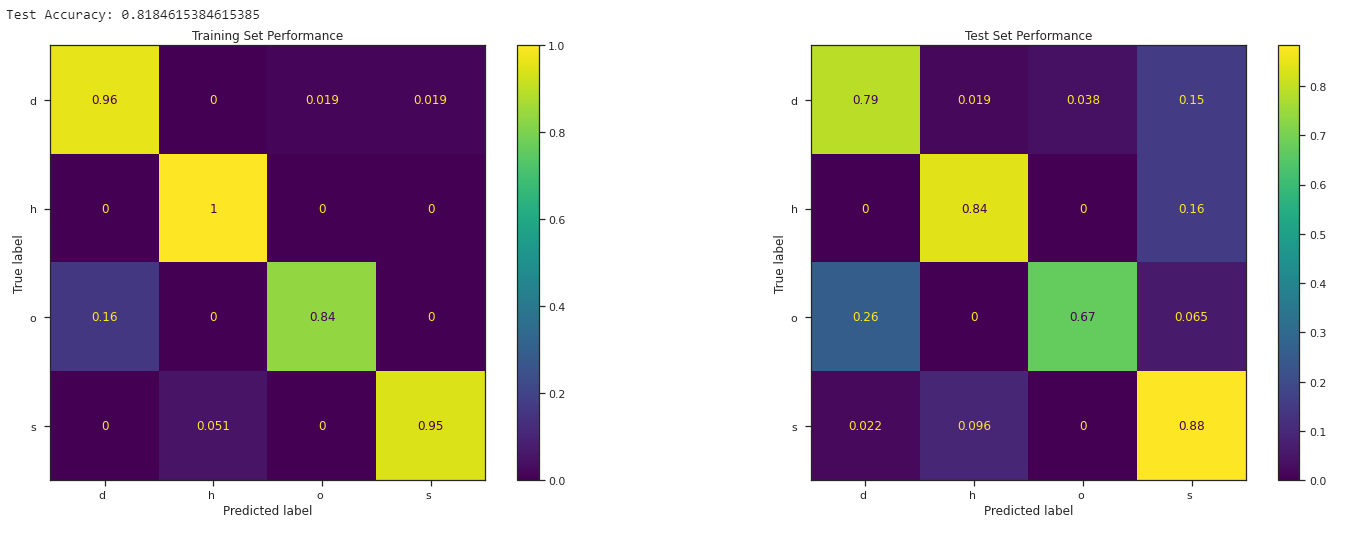 Test Accuracy: 0.8184615384615385
Training Set Performance
True label
d
0.96
0
0.019
0.019
h
0
1
0
0
o
0.16
0
0.84
0
s
0
0.051
0
0.95
d
h
o
s
Predicted label
1.0
0.8
0.6
0.4
0.2
0.0
Test Set Performance
True label
d
0.79
0.019
0.038
0.15
h
0
0.84
0
0.16
o
0.26
0
0.67
0.065
s
0.022
0.096
0
0.88
d
h
o
s
Predicted label
0.8
0.7
0.6
0.5
0.4
0.3
0.2
0.1
0.0